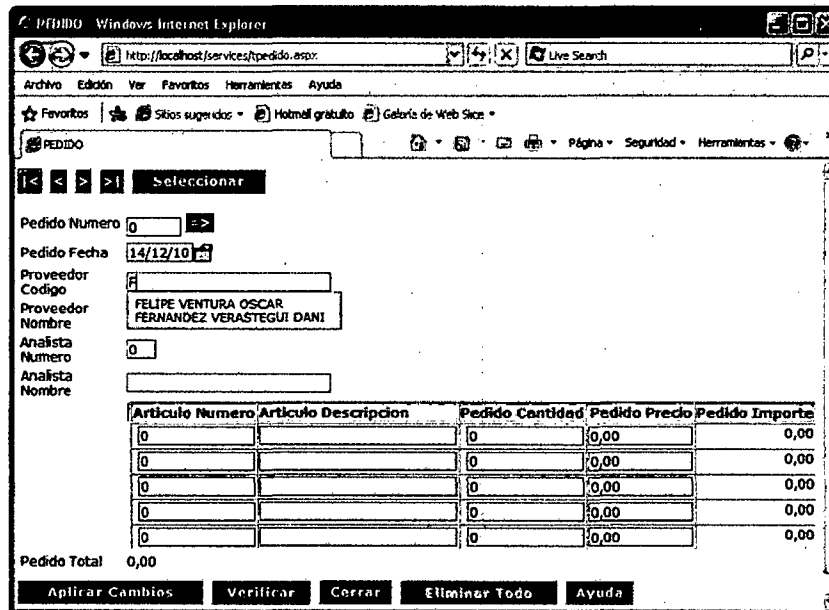 PEDIDO - Windows Internet Explorer
http://localhost/services/tpedido.aspx
Live Search
Archivo Edición Ver Favoritos Herramientas Ayuda
Favoritos Sitios sugeridos Hotmail gratuito Galería de Web Slice
PEDIDO Página Seguridad Herramientas
|< < > >| Seleccionar
Pedido Numero 0 =>
Pedido Fecha 14/12/10
Proveedor Codigo F
FELIPE VENTURA OSCAR
FERNANDEZ VERASTEGUI DANI
Proveedor Nombre
Analista Numero 0
Analista Nombre
Articulo Numero Articulo Descripcion Pedido Cantidad Pedido Precio Pedido Importe
0 0 0,00 0,00
0 0 0,00 0,00
0 0 0,00 0,00
0 0 0,00 0,00
0 0 0,00 0,00
Pedido Total 0,00
Aplicar Cambios Verificar Cerrar Eliminar Todo Ayuda